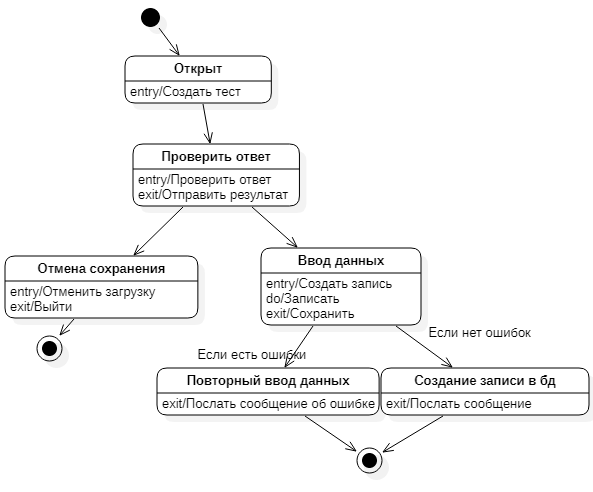 Открыт
entry/Создать тест
Проверить ответ
entry/Проверить ответ
exit/Отправить результат
Отмена сохранения
entry/Отменить загрузку
exit/Выйти
Ввод данных
entry/Создать запись
do/Записать
exit/Сохранить
Если нет ошибок
Если есть ошибки
Повторный ввод данных
exit/Послать сообщение об ошибке
Создание записи в бд
exit/Послать сообщение